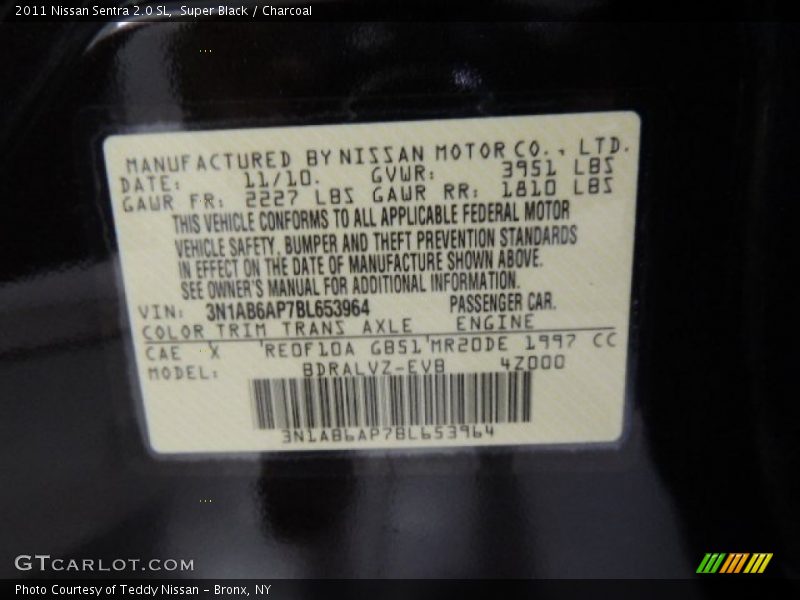 2011 Nissan Sentra 2.0 SL,  Super Black / Charcoal
MANUFACTURED BY NISSAN MOTOR CO., LTD.
DATE: 11/10. GVWR: 3951 LBS
GAWR FR: 2227 LBS GAWR RR: 1810 LBS
THIS VEHICLE CONFORMS TO ALL APPLICABLE FEDERAL MOTOR
VEHICLE SAFETY, BUMPER AND THEFT PREVENTION STANDARDS
IN EFFECT ON THE DATE OF MANUFACTURE SHOWN ABOVE.
SEE OWNER'S MANUAL FOR ADDITIONAL INFORMATION.
VIN: 3N1AB6AP7BL653964 PASSENGER CAR.
COLOR TRIM TRANS AXLE ENGINE
CAE X 'RE0F10A GB51'MR20DE 1997 CC
MODEL: BDRALVZ-EVB 4Z000
3N1AB6AP7BL653964
GTCARLOT.COM
Photo Courtesy of Teddy Nissan – Bronx, NY